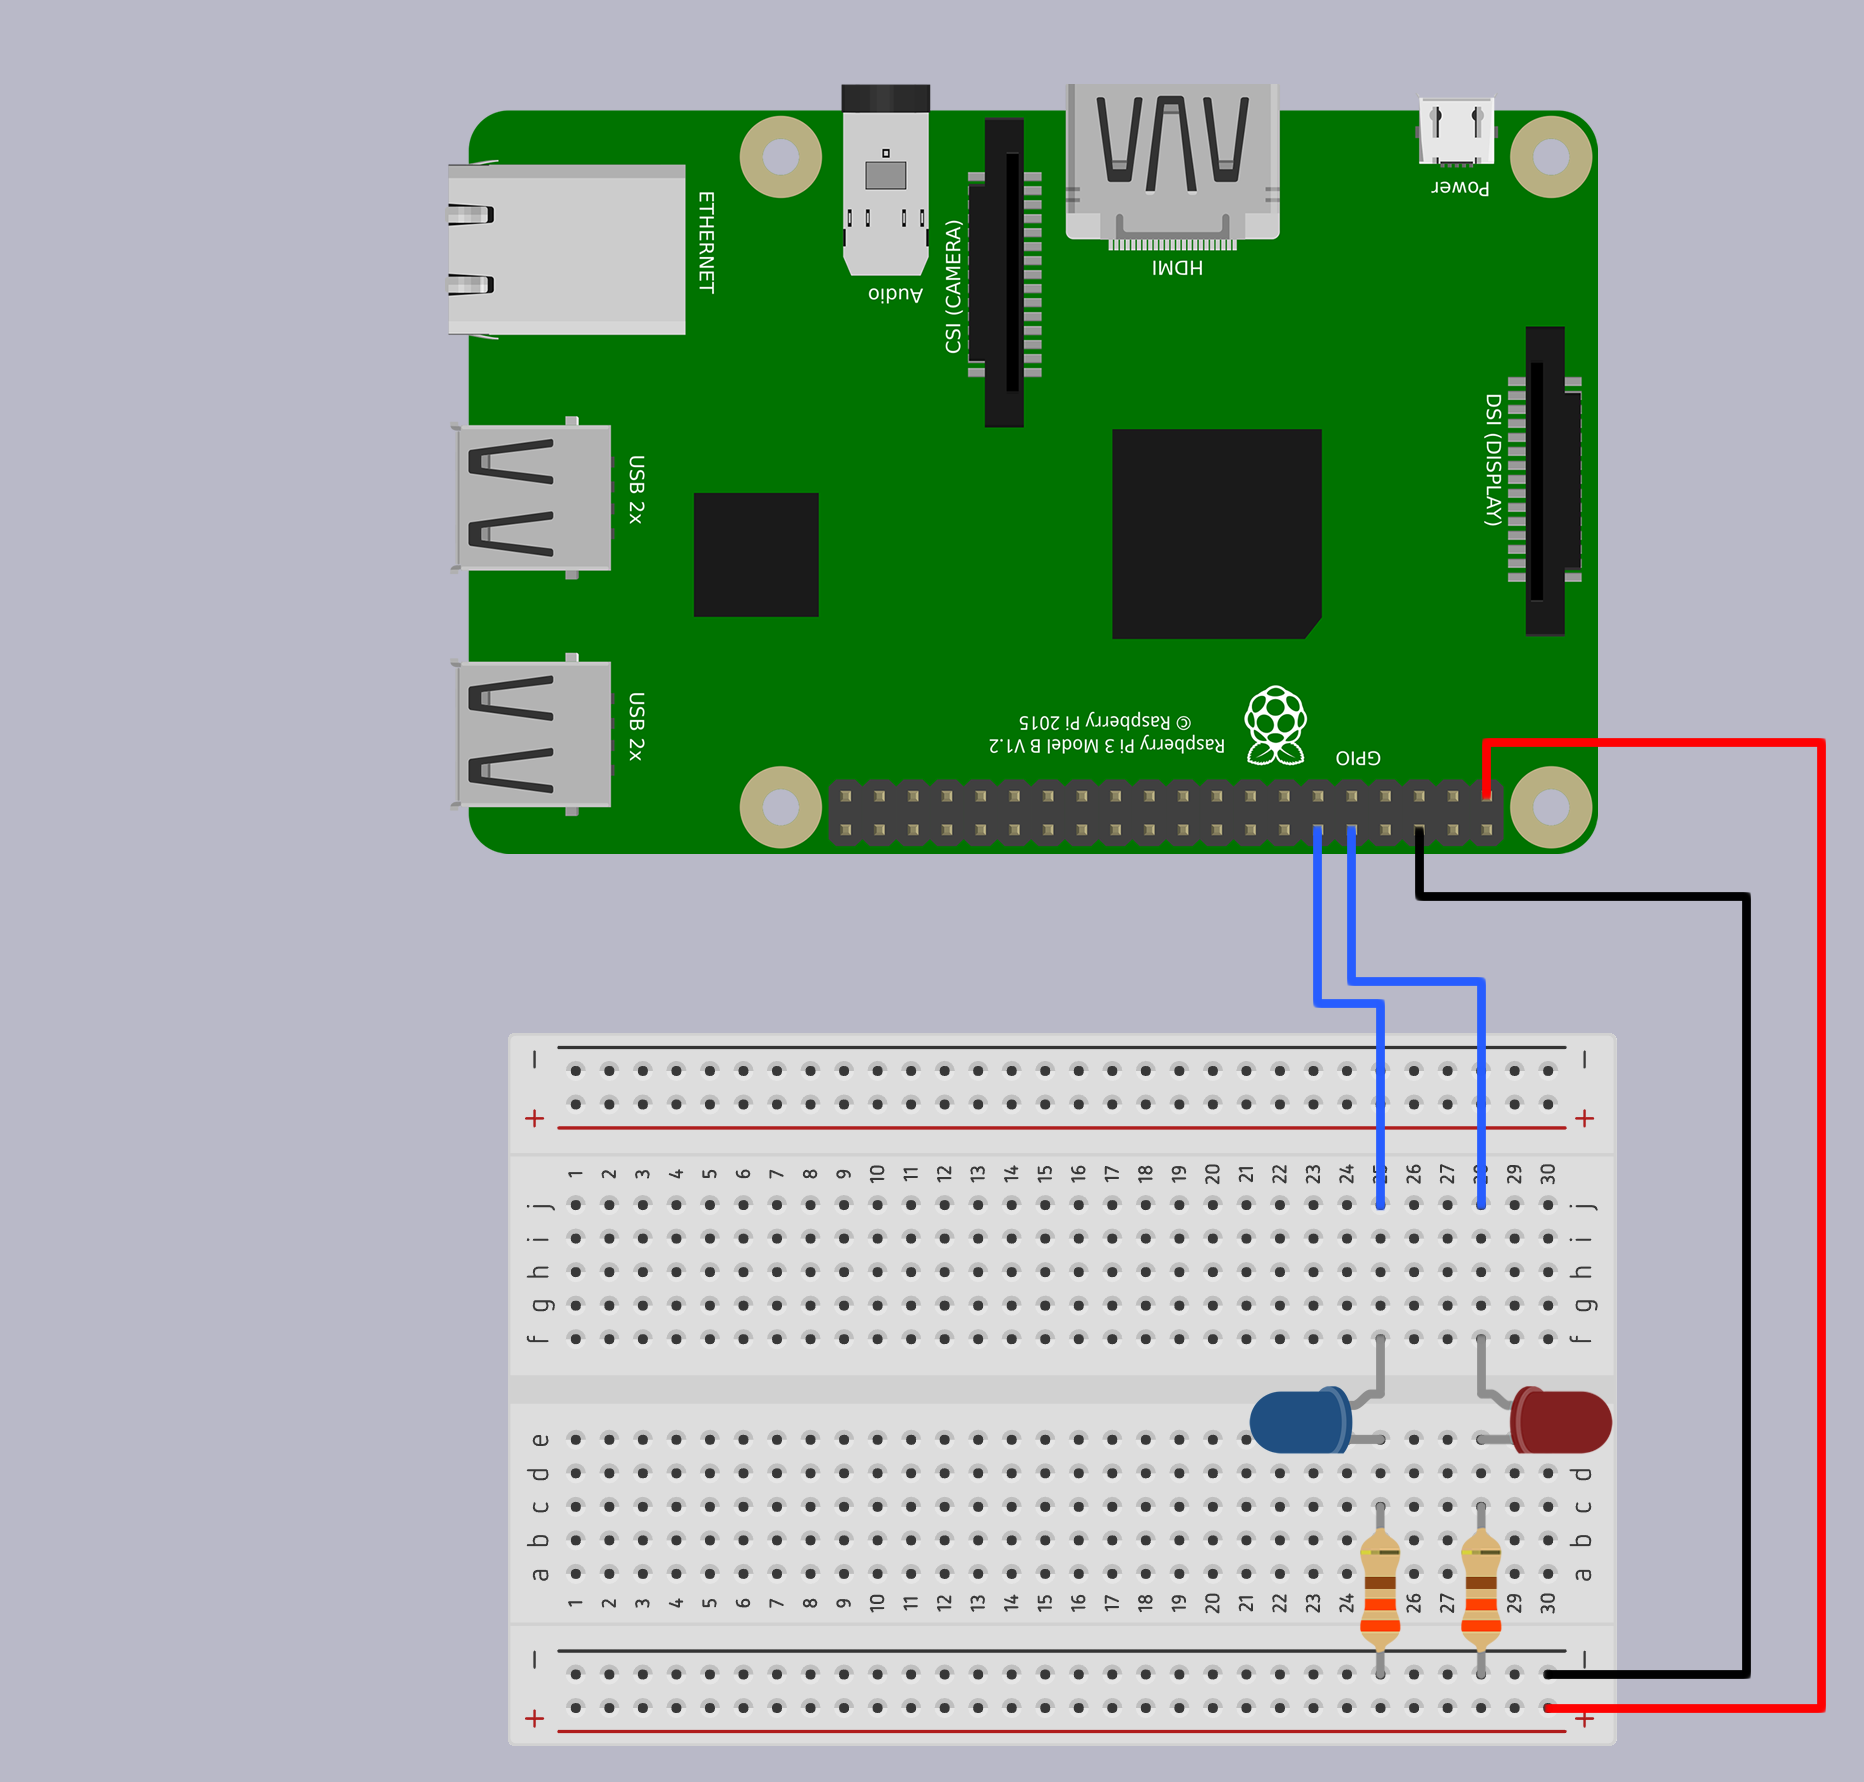 ETHERNET
Audio
CSI (CAMERA)
HDMI
Power
DSI (DISPLAY)
USB 2x
USB 2x
© Raspberry Pi 2015
Raspberry Pi 3 Model B V1.2
GPIO
− −
+ +
1 2 3 4 5 6 7 8 9 10 11 12 13 14 15 16 17 18 19 20 21 22 23 24 26 27 29 30
j j
i i
h h
g g
f f
e
d d
c c
b b
a a
1 2 3 4 5 6 7 8 9 10 11 12 13 14 15 16 17 18 19 20 21 22 23 24 26 27 29 30
− −
+ +